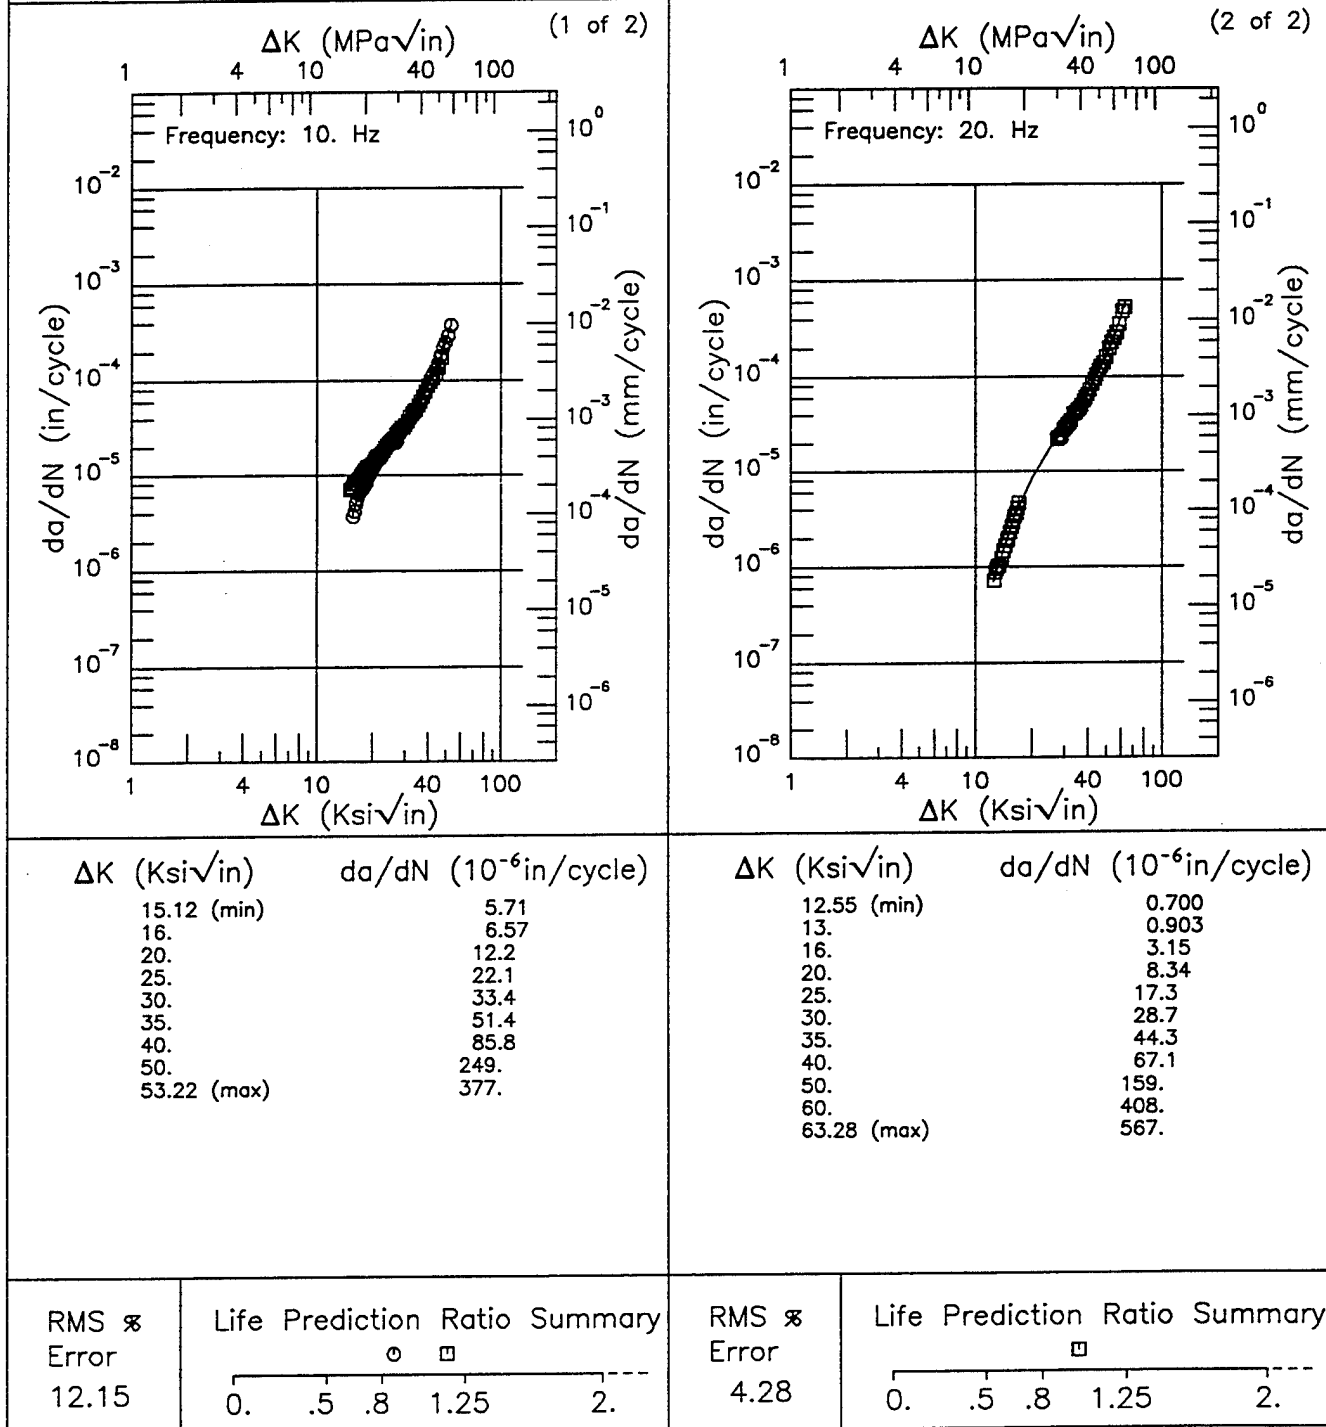 (1 of 2)
ΔK (MPa√in)
1 4 10 40 100
Frequency: 10. Hz
10⁰
10⁻¹
10⁻²
10⁻³
10⁻⁴
10⁻⁵
10⁻⁶
da/dN (mm/cycle)
10⁻²
10⁻³
10⁻⁴
10⁻⁵
10⁻⁶
10⁻⁷
10⁻⁸
da/dN (in/cycle)
1 4 10 40 100
ΔK (Ksi√in)
ΔK (Ksi√in) da/dN (10⁻⁶in/cycle)
15.12 (min) 5.71
16. 6.57
20. 12.2
25. 22.1
30. 33.4
35. 51.4
40. 85.8
50. 249.
53.22 (max) 377.
RMS %
Error
12.15
Life Prediction Ratio Summary
0. .5 .8 1.25 2.
(2 of 2)
ΔK (MPa√in)
1 4 10 40 100
Frequency: 20. Hz
10⁰
10⁻¹
10⁻²
10⁻³
10⁻⁴
10⁻⁵
10⁻⁶
da/dN (mm/cycle)
10⁻²
10⁻³
10⁻⁴
10⁻⁵
10⁻⁶
10⁻⁷
10⁻⁸
da/dN (in/cycle)
1 4 10 40 100
ΔK (Ksi√in)
ΔK (Ksi√in) da/dN (10⁻⁶in/cycle)
12.55 (min) 0.700
13. 0.903
16. 3.15
20. 8.34
25. 17.3
30. 28.7
35. 44.3
40. 67.1
50. 159.
60. 408.
63.28 (max) 567.
RMS %
Error
4.28
Life Prediction Ratio Summary
0. .5 .8 1.25 2.